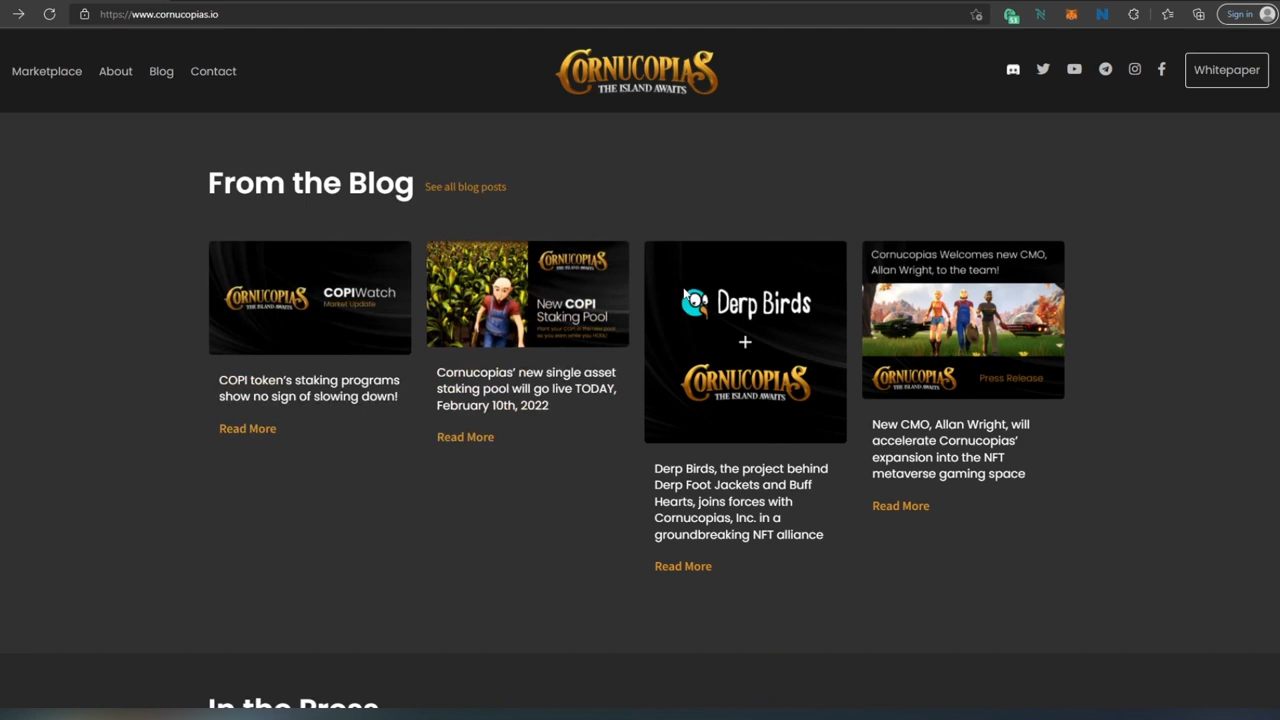 https://www.cornucopias.io
51
Sign in
Marketplace
About
Blog
Contact
CORNUCOPIAS
THE ISLAND AWAITS
Whitepaper
From the Blog
See all blog posts
CORNUCOPIAS
THE ISLAND AWAITS
COPIWatch
Market Update
COPI token's staking programs
show no sign of slowing down!
Read More
CORNUCOPIAS
THE ISLAND AWAITS
New COPI
Staking Pool
Plant your COPI in the new pool
so you earn while you HODL!
Cornucopias' new single asset
staking pool will go live TODAY,
February 10th, 2022
Read More
Derp Birds
+
CORNUCOPIAS
THE ISLAND AWAITS
Derp Birds, the project behind
Derp Foot Jackets and Buff
Hearts, joins forces with
Cornucopias, Inc. in a
groundbreaking NFT alliance
Read More
Cornucopias Welcomes new CMO,
Allan Wright, to the team!
CORNUCOPIAS
THE ISLAND AWAITS
Press Release
New CMO, Allan Wright, will
accelerate Cornucopias'
expansion into the NFT
metaverse gaming space
Read More
In the Press